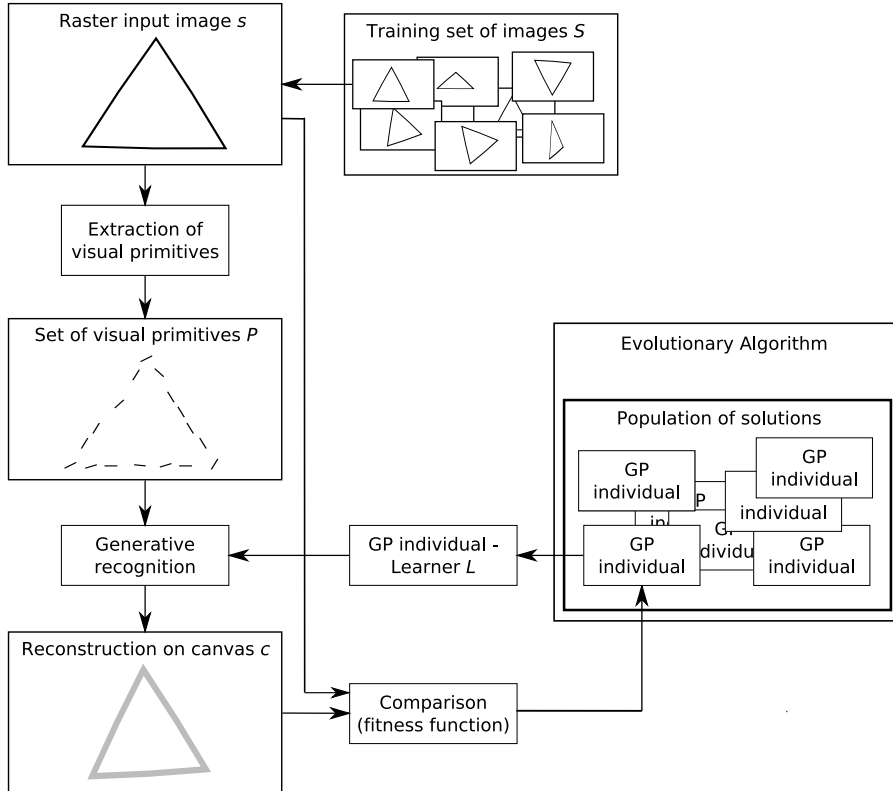 Raster input image s
Training set of images S
Extraction of
visual primitives
Set of visual primitives P
Evolutionary Algorithm
Population of solutions
GP
individual
GP
individual
P
individual
GP
individual
GP
individual
Generative
recognition
GP individual -
Learner L
Reconstruction on canvas c
Comparison
(fitness function)